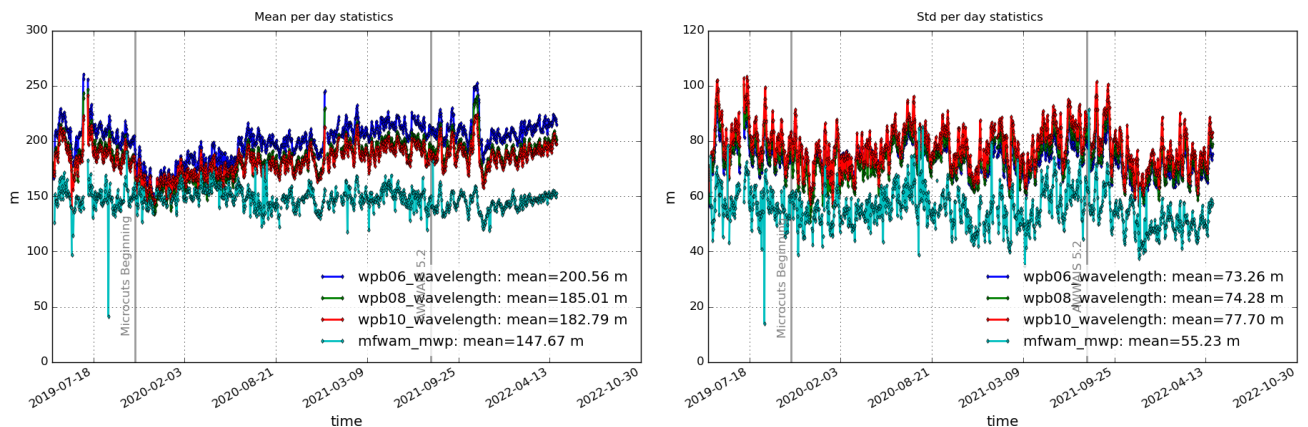 Mean per day statistics
300
250
200
150
100
50
0
m
Microcuts Beginning
AWWAIS 5.2
wpb06_wavelength: mean=200.56 m
wpb08_wavelength: mean=185.01 m
wpb10_wavelength: mean=182.79 m
mfwam_mwp: mean=147.67 m
2019-07-18
2020-02-03
2020-08-21
2021-03-09
2021-09-25
2022-04-13
2022-10-30
time
Std per day statistics
120
100
80
60
40
20
0
m
Microcuts Beginning
AWWAIS 5.2
wpb06_wavelength: mean=73.26 m
wpb08_wavelength: mean=74.28 m
wpb10_wavelength: mean=77.70 m
mfwam_mwp: mean=55.23 m
2019-07-18
2020-02-03
2020-08-21
2021-03-09
2021-09-25
2022-04-13
2022-10-30
time